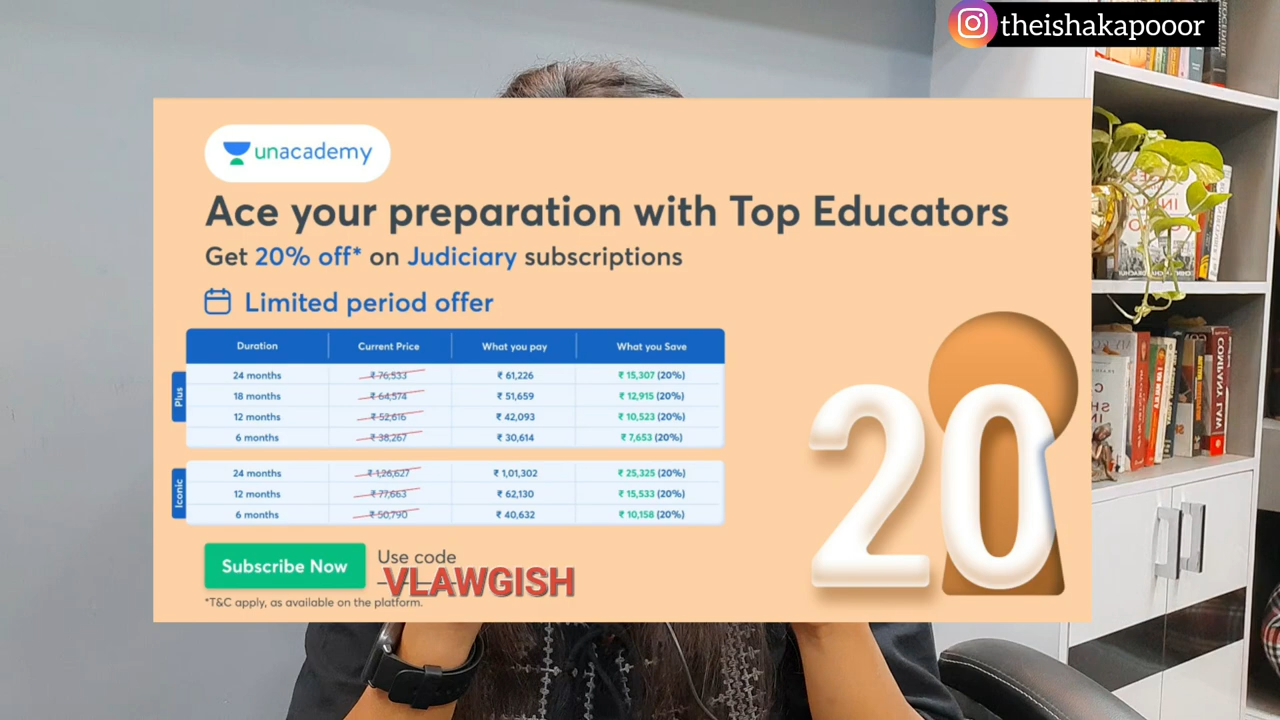 theishakapooor
unacademy
Ace your preparation with Top Educators
Get 20% off* on Judiciary subscriptions
Limited period offer
Duration Current Price What you pay What you Save
Plus
24 months ₹ 76,533 ₹ 61,226 ₹ 15,307 (20%)
18 months ₹ 64,574 ₹ 51,659 ₹ 12,915 (20%)
12 months ₹ 52,616 ₹ 42,093 ₹ 10,523 (20%)
6 months ₹ 38,267 ₹ 30,614 ₹ 7,653 (20%)
Iconic
24 months ₹ 1,26,627 ₹ 1,01,302 ₹ 25,325 (20%)
12 months ₹ 77,663 ₹ 62,130 ₹ 15,533 (20%)
6 months ₹ 50,790 ₹ 40,632 ₹ 10,158 (20%)
20
Subscribe Now
Use code
VLAWGISH
*T&C apply, as available on the platform.
COMPANY LAW